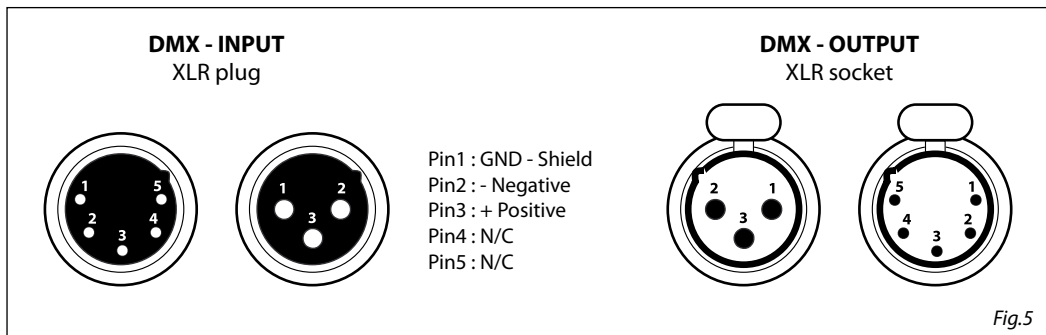 DMX - INPUT
XLR plug
DMX - OUTPUT
XLR socket
1 5
2 4
3
1 2
3
Pin1 : GND - Shield
Pin2 : - Negative
Pin3 : + Positive
Pin4 : N/C
Pin5 : N/C
2 1
3
5 1
4 2
3
Fig.5